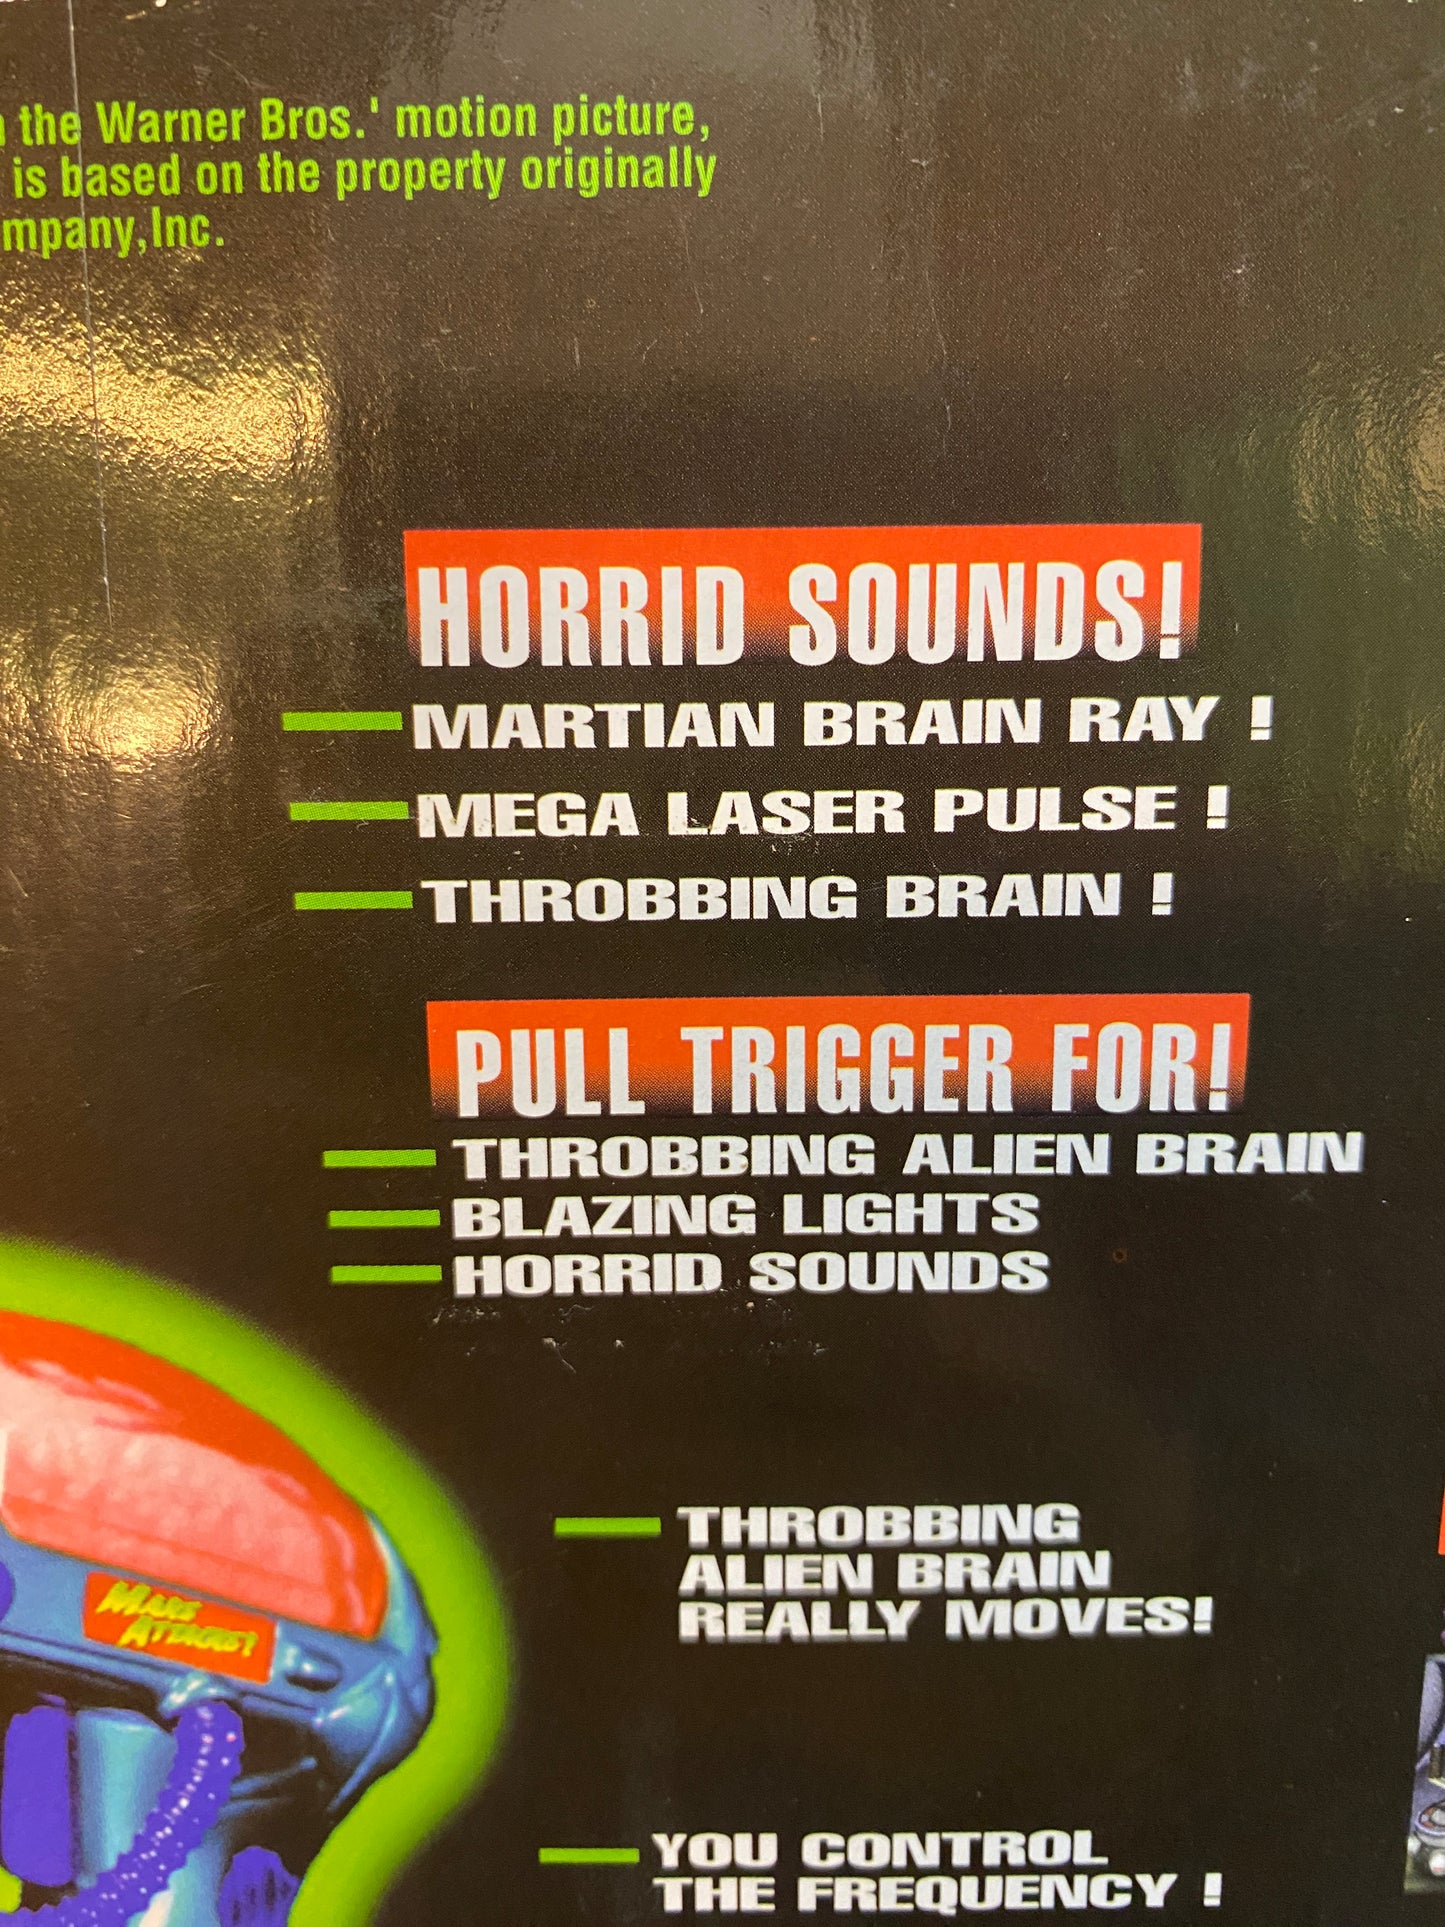 the Warner Bros.' motion picture,
is based on the property originally
mpany,Inc.
HORRID SOUNDS!
MARTIAN BRAIN RAY !
MEGA LASER PULSE !
THROBBING BRAIN !
PULL TRIGGER FOR!
THROBBING ALIEN BRAIN
BLAZING LIGHTS
HORRID SOUNDS
THROBBING
ALIEN BRAIN
REALLY MOVES!
MARS
ATTACKS!
YOU CONTROL
THE FREQUENCY !